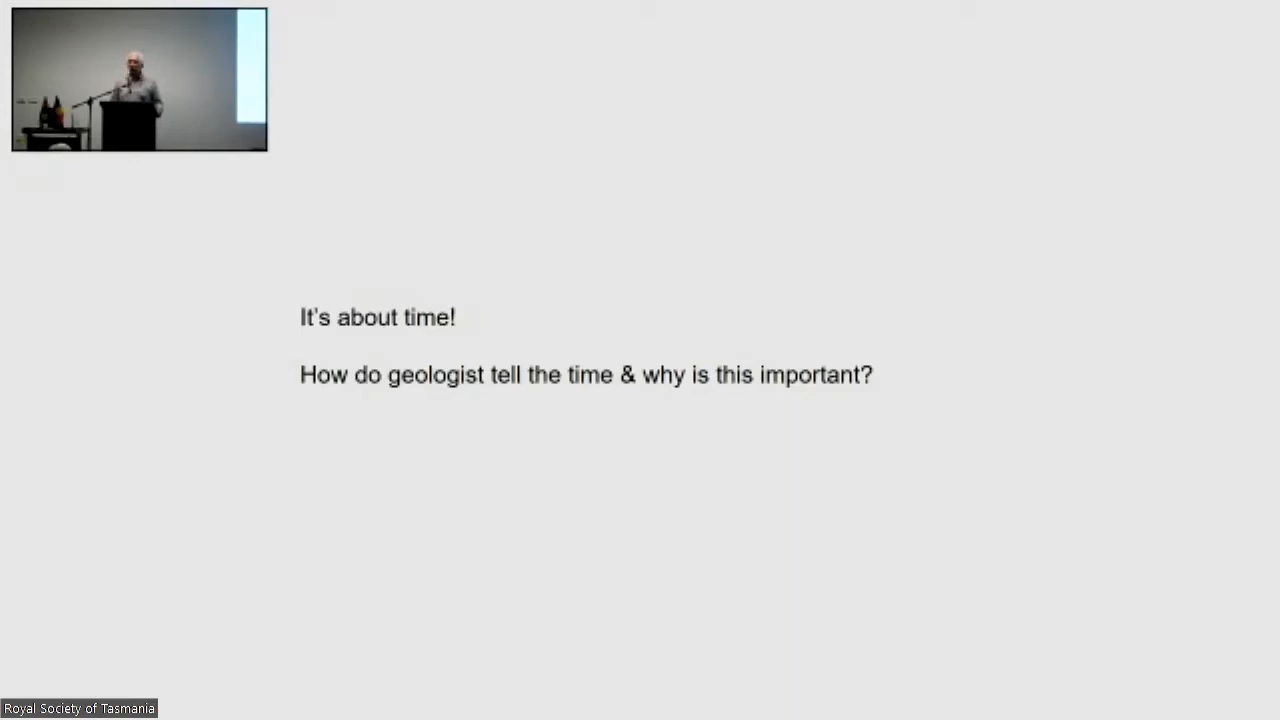 It's about time!
How do geologist tell the time & why is this important?
Royal Society of Tasmania